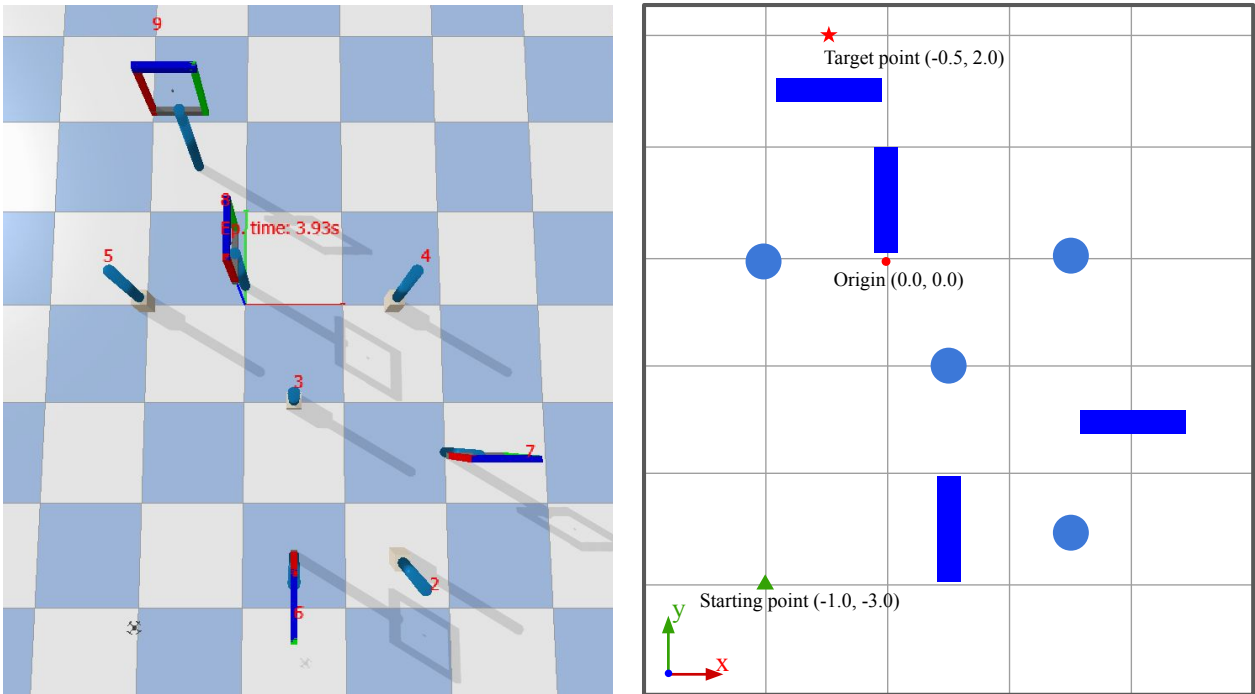 9
8
Ep. time: 3.93s
5
4
3
7
2
6
Target point (-0.5, 2.0)
Origin (0.0, 0.0)
Starting point (-1.0, -3.0)
y
x